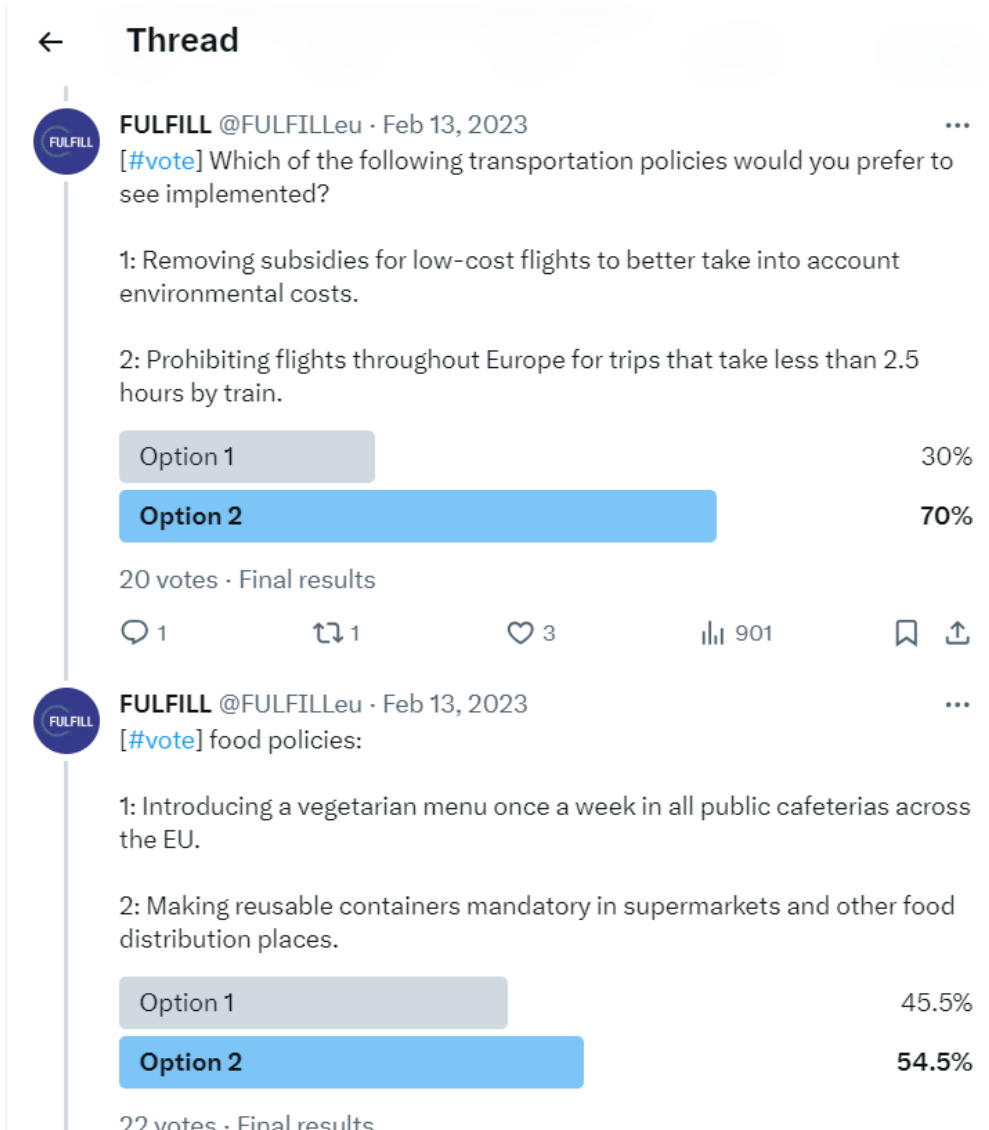 Thread
FULFILL
FULFILL @FULFILLeu · Feb 13, 2023
[#vote] Which of the following transportation policies would you prefer to
see implemented?
1: Removing subsidies for low-cost flights to better take into account
environmental costs.
2: Prohibiting flights throughout Europe for trips that take less than 2.5
hours by train.
Option 1 30%
Option 2 70%
20 votes · Final results
1 1 3 901
FULFILL
FULFILL @FULFILLeu · Feb 13, 2023
[#vote] food policies:
1: Introducing a vegetarian menu once a week in all public cafeterias across
the EU.
2: Making reusable containers mandatory in supermarkets and other food
distribution places.
Option 1 45.5%
Option 2 54.5%
22 votes · Final results